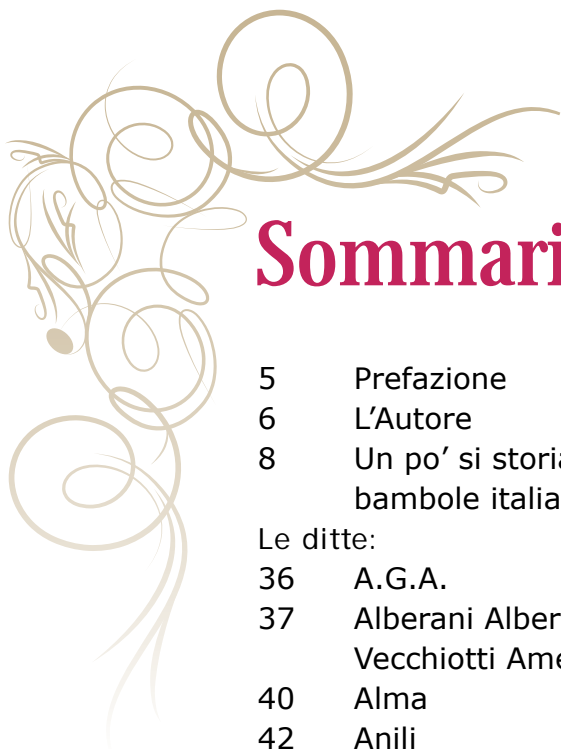 Sommari
5 Prefazione
6 L’Autore
8 Un po’ si storia
bambole italia
Le ditte:
36 A.G.A.
37 Alberani Alber
Vecchiotti Ame
40 Alma
42 Anili